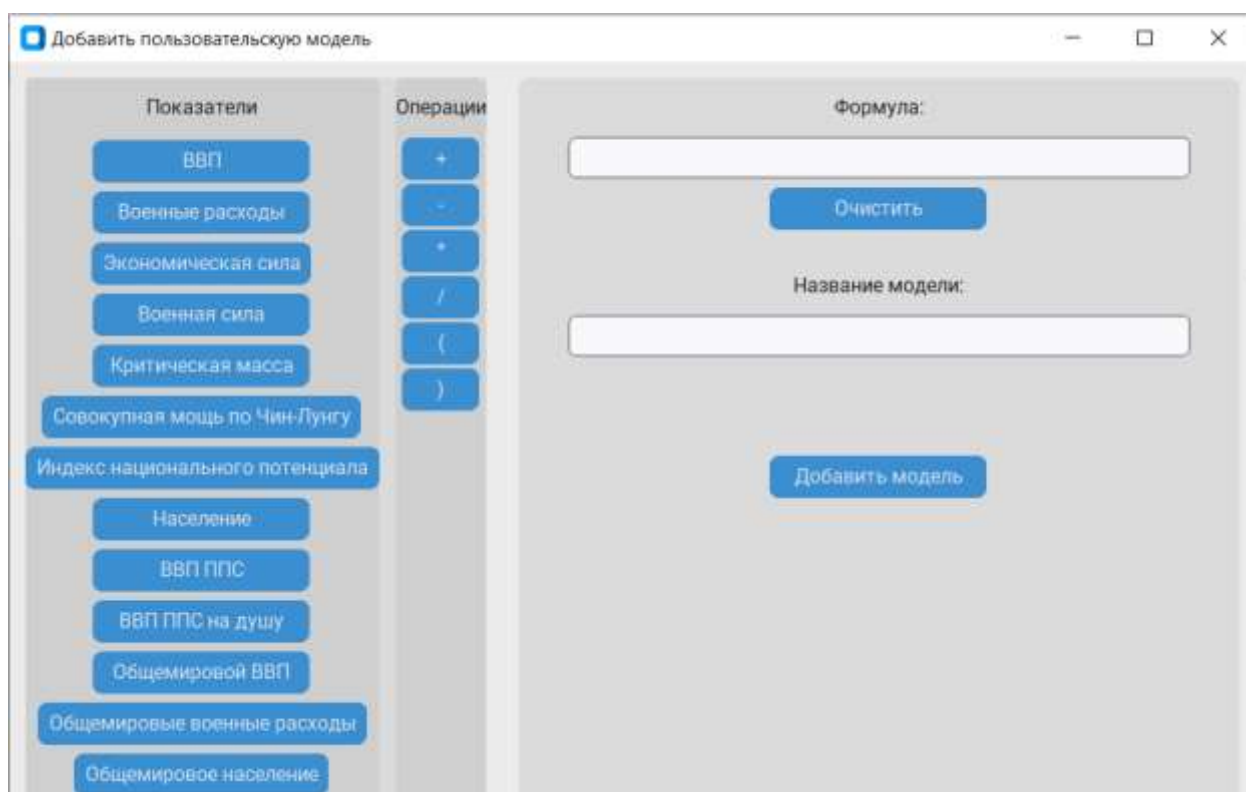 Добавить пользовательскую модель
Показатели
ВВП
Военные расходы
Экономическая сила
Военная сила
Критическая масса
Совокупная мощь по Чин-Лунгу
Индекс национального потенциала
Население
ВВП ППС
ВВП ППС на душу
Общемировой ВВП
Общемировые военные расходы
Общемировое население
Операции
+
-
*
/
(
)
Формула:
Очистить
Название модели:
Добавить модель